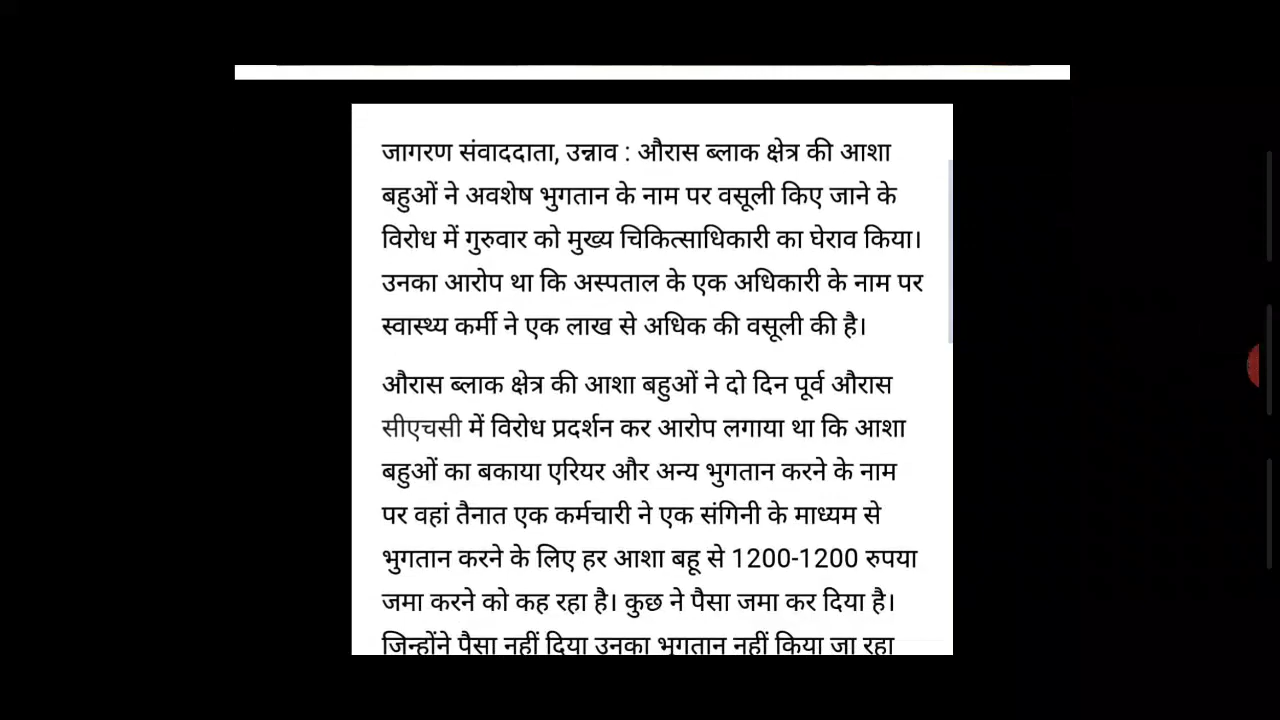 जागरण संवाददाता, उन्नाव : औरास ब्लाक क्षेत्र की आशा
बहुओं ने अवशेष भुगतान के नाम पर वसूली किए जाने के
विरोध में गुरुवार को मुख्य चिकित्साधिकारी का घेराव किया।
उनका आरोप था कि अस्पताल के एक अधिकारी के नाम पर
स्वास्थ्य कर्मी ने एक लाख से अधिक की वसूली की है।
औरास ब्लाक क्षेत्र की आशा बहुओं ने दो दिन पूर्व औरास
सीएचसी में विरोध प्रदर्शन कर आरोप लगाया था कि आशा
बहुओं का बकाया एरियर और अन्य भुगतान करने के नाम
पर वहां तैनात एक कर्मचारी ने एक संगिनी के माध्यम से
भुगतान करने के लिए हर आशा बहू से 1200-1200 रुपया
जमा करने को कह रहा है। कुछ ने पैसा जमा कर दिया है।
जिन्होंने पैसा नहीं दिया उनका भुगतान नहीं किया जा रहा